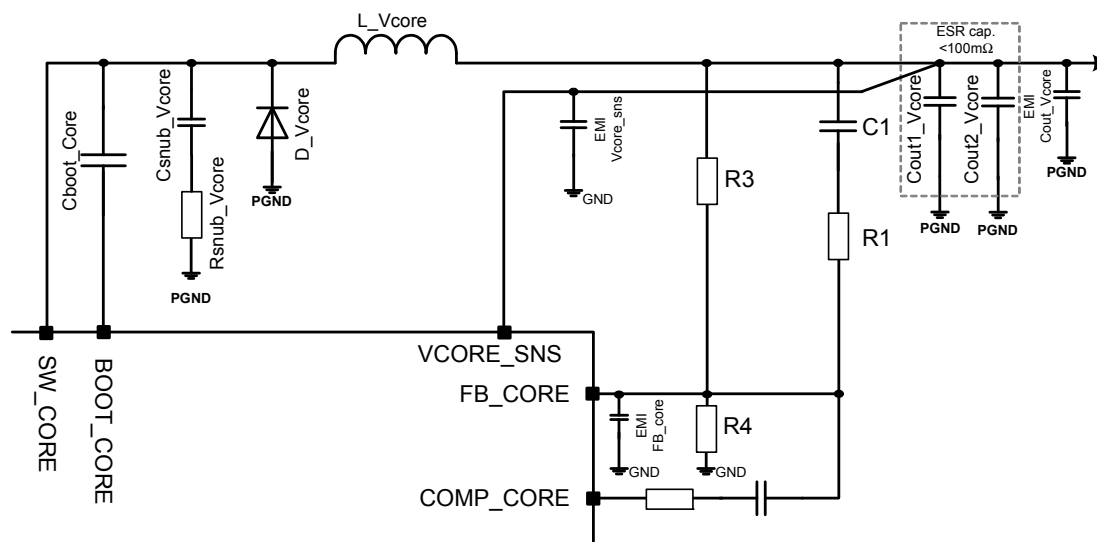 L_Vcore
ESR cap.
<100mΩ
Cboot_Core
Csnub_Vcore
Rsnub_Vcore
D_Vcore
PGND
PGND
EMI
Vcore_sns
GND
R3
C1
R1
Cout1_Vcore
Cout2_Vcore
EMI
Cout_Vcore
PGND
PGND
PGND
SW_CORE
BOOT_CORE
VCORE_SNS
FB_CORE
EMI
FB_core
GND
R4
GND
COMP_CORE